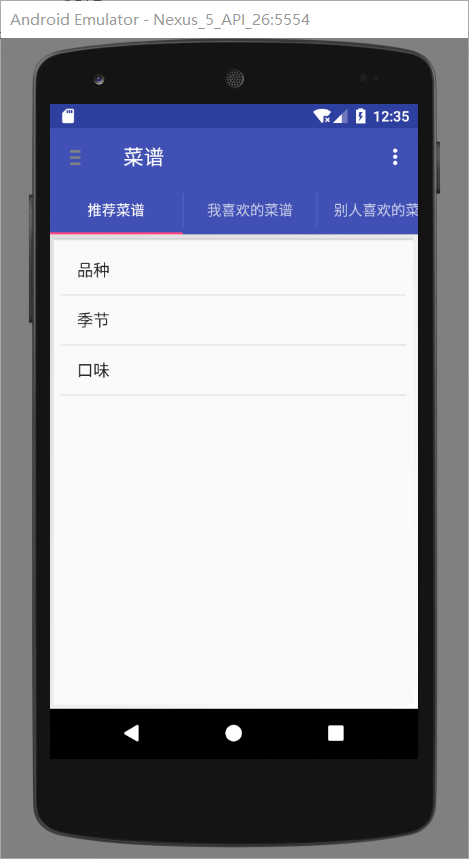 Android Emulator - Nexus_5_API_26:5554
12:35
菜谱
推荐菜谱 我喜欢的菜谱 别人喜欢的菜
品种
季节
口味